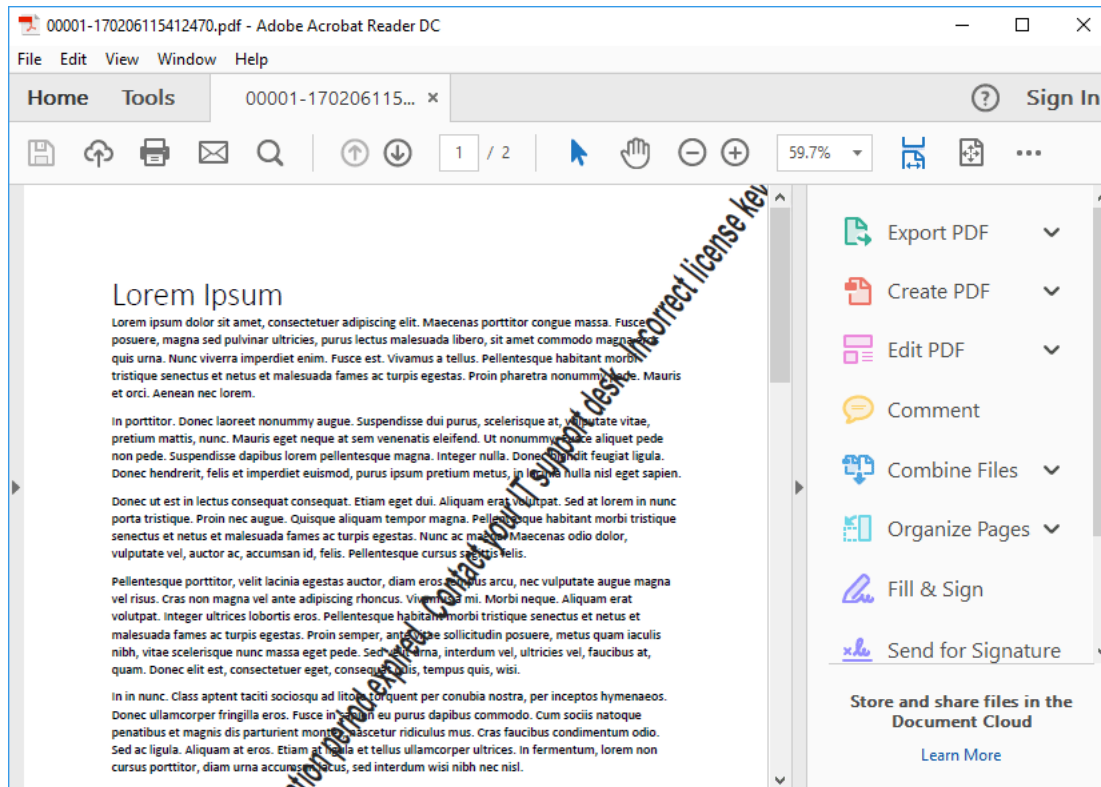 00001-170206115412470.pdf - Adobe Acrobat Reader DC
File Edit View Window Help
Home Tools 00001-170206115... × ? Sign In
1 / 2 59.7%
Lorem Ipsum
Lorem ipsum dolor sit amet, consectetuer adipiscing elit. Maecenas porttitor congue massa. Fusce
posuere, magna sed pulvinar ultricies, purus lectus malesuada libero, sit amet commodo magna eros
quis urna. Nunc viverra imperdiet enim. Fusce est. Vivamus a tellus. Pellentesque habitant morbi
tristique senectus et netus et malesuada fames ac turpis egestas. Proin pharetra nonummy pede. Mauris
et orci. Aenean nec lorem.
In porttitor. Donec laoreet nonummy augue. Suspendisse dui purus, scelerisque at, vulputate vitae,
pretium mattis, nunc. Mauris eget neque at sem venenatis eleifend. Ut nonummy. Fusce aliquet pede
non pede. Suspendisse dapibus lorem pellentesque magna. Integer nulla. Donec blandit feugiat ligula.
Donec hendrerit, felis et imperdiet euismod, purus ipsum pretium metus, in lacinia nulla nisl eget sapien.
Donec ut est in lectus consequat consequat. Etiam eget dui. Aliquam erat volutpat. Sed at lorem in nunc
porta tristique. Proin nec augue. Quisque aliquam tempor magna. Pellentesque habitant morbi tristique
senectus et netus et malesuada fames ac turpis egestas. Nunc ac magna. Maecenas odio dolor,
vulputate vel, auctor ac, accumsan id, felis. Pellentesque cursus sagittis felis.
Pellentesque porttitor, velit lacinia egestas auctor, diam eros tempus arcu, nec vulputate augue magna
vel risus. Cras non magna vel ante adipiscing rhoncus. Vivamus a mi. Morbi neque. Aliquam erat
volutpat. Integer ultrices lobortis eros. Pellentesque habitant morbi tristique senectus et netus et
malesuada fames ac turpis egestas. Proin semper, ante vitae sollicitudin posuere, metus quam iaculis
nibh, vitae scelerisque nunc massa eget pede. Sed velit urna, interdum vel, ultricies vel, faucibus at,
quam. Donec elit est, consectetuer eget, consequat quis, tempus quis, wisi.
In in nunc. Class aptent taciti sociosqu ad litora torquent per conubia nostra, per inceptos hymenaeos.
Donec ullamcorper fringilla eros. Fusce in sapien eu purus dapibus commodo. Cum sociis natoque
penatibus et magnis dis parturient montes, nascetur ridiculus mus. Cras faucibus condimentum odio.
Sed ac ligula. Aliquam at eros. Etiam at ligula et tellus ullamcorper ultrices. In fermentum, lorem non
cursus porttitor, diam urna accumsan lacus, sed interdum wisi nibh nec nisl.
period expired. Contact your IT support desk. Incorrect license key
Export PDF
Create PDF
Edit PDF
Comment
Combine Files
Organize Pages
Fill & Sign
Send for Signature
Store and share files in the
Document Cloud
Learn More